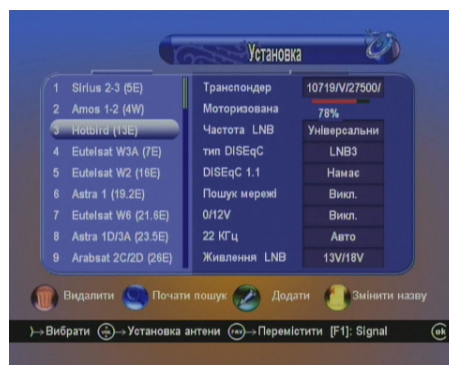 Установка
1 Sirius 2-3 (5E)
2 Amos 1-2 (4W)
3 Hotbird (13E)
4 Eutelsat W3A (7E)
5 Eutelsat W2 (16E)
6 Astra 1 (19.2E)
7 Eutelsat W6 (21.6E)
8 Astra 1D/3A (23.5E)
9 Arabsat 2C/2D (26E)
Транспондер 10719/V/27500/
Моторизована 78%
Частота LNB Універсальни
тип DISEqC LNB3
DISEqC 1.1 Намає
Пошук мережі Викл.
0/12V Викл.
22 КГц Авто
Живлення LNB 13V/18V
Видалити Почати пошук Додати Змінити назву
Вибрати Установка антени FAV Перемістити [F1]: Signal ok